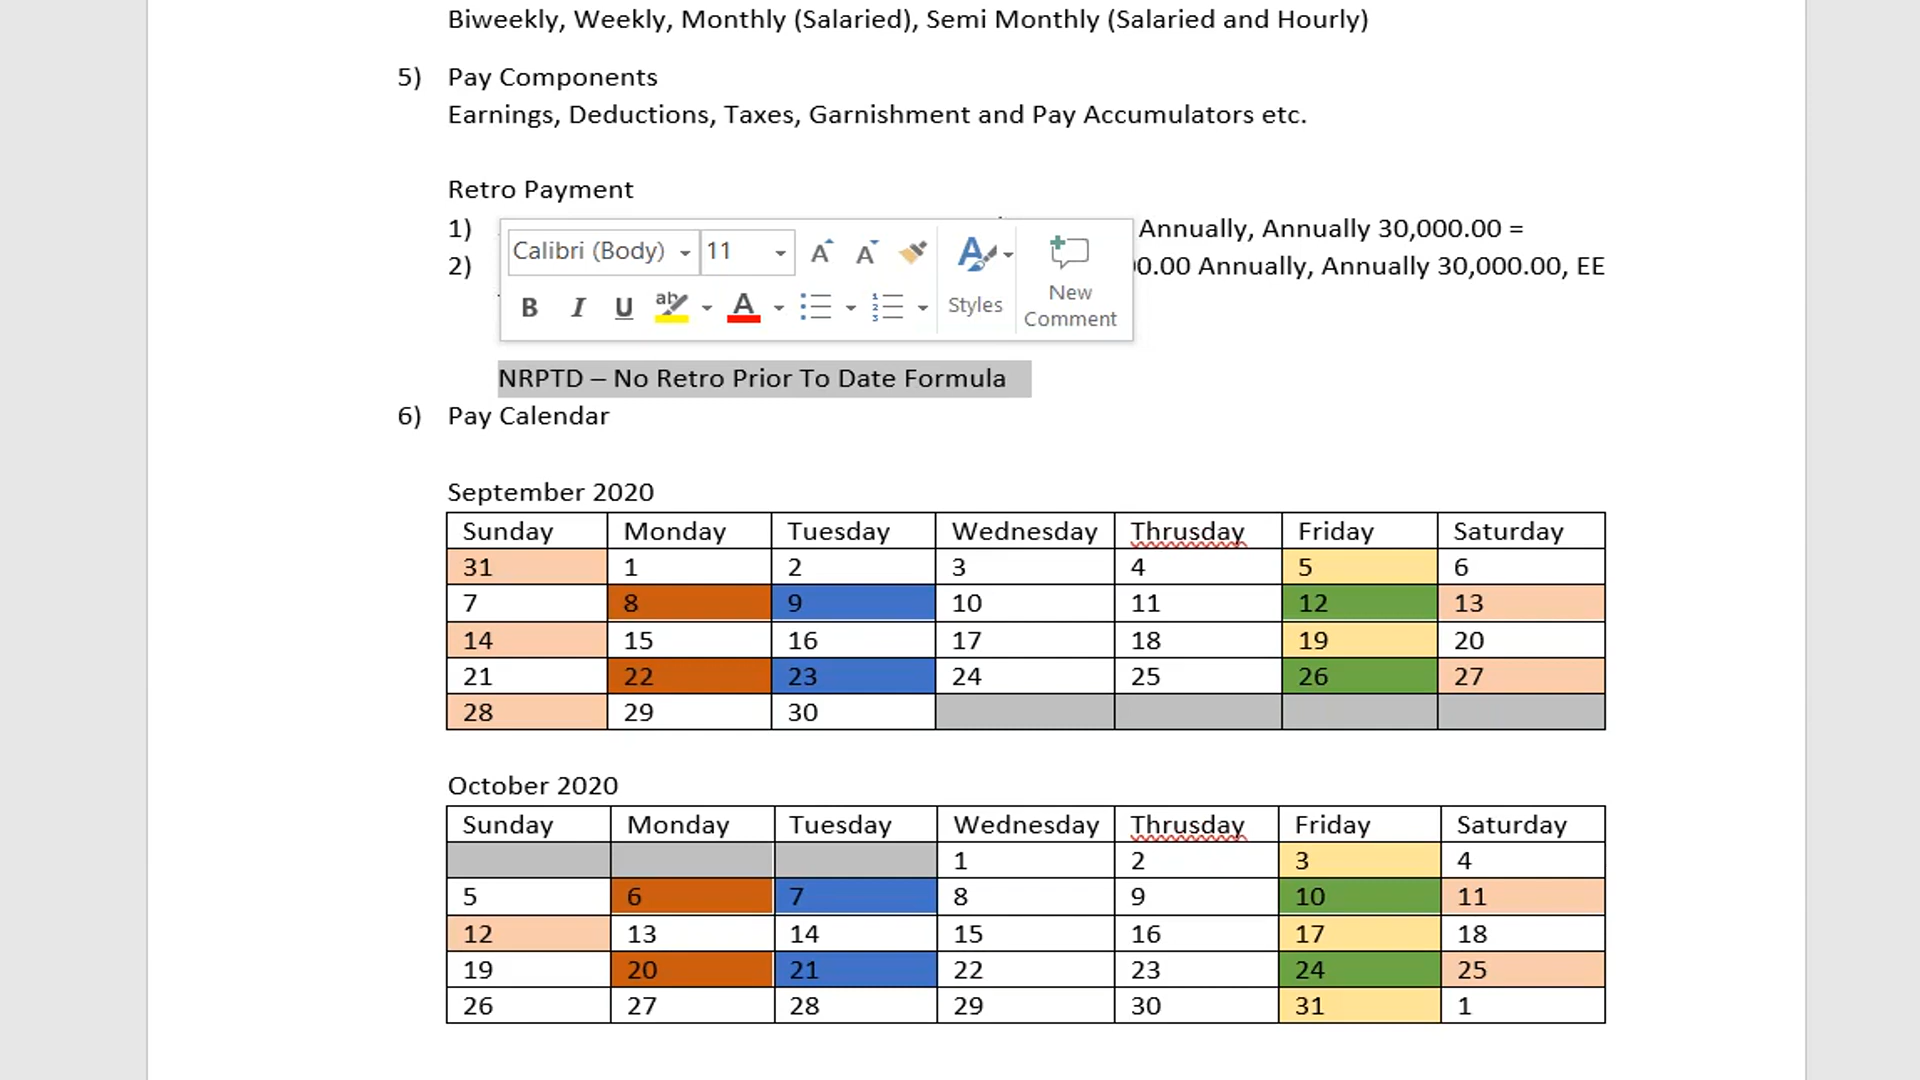 Biweekly, Weekly, Monthly (Salaried), Semi Monthly (Salaried and Hourly)
5) Pay Components
Earnings, Deductions, Taxes, Garnishment and Pay Accumulators etc.
Retro Payment
1) Annually, Annually 30,000.00 =
2) 00.00 Annually, Annually 30,000.00, EE
Calibri (Body) 11 A A A
B I U ab A Styles New
Comment
NRPTD – No Retro Prior To Date Formula
6) Pay Calendar
September 2020
Sunday Monday Tuesday Wednesday Thrusday Friday Saturday
31 1 2 3 4 5 6
7 8 9 10 11 12 13
14 15 16 17 18 19 20
21 22 23 24 25 26 27
28 29 30
October 2020
Sunday Monday Tuesday Wednesday Thrusday Friday Saturday
1 2 3 4
5 6 7 8 9 10 11
12 13 14 15 16 17 18
19 20 21 22 23 24 25
26 27 28 29 30 31 1